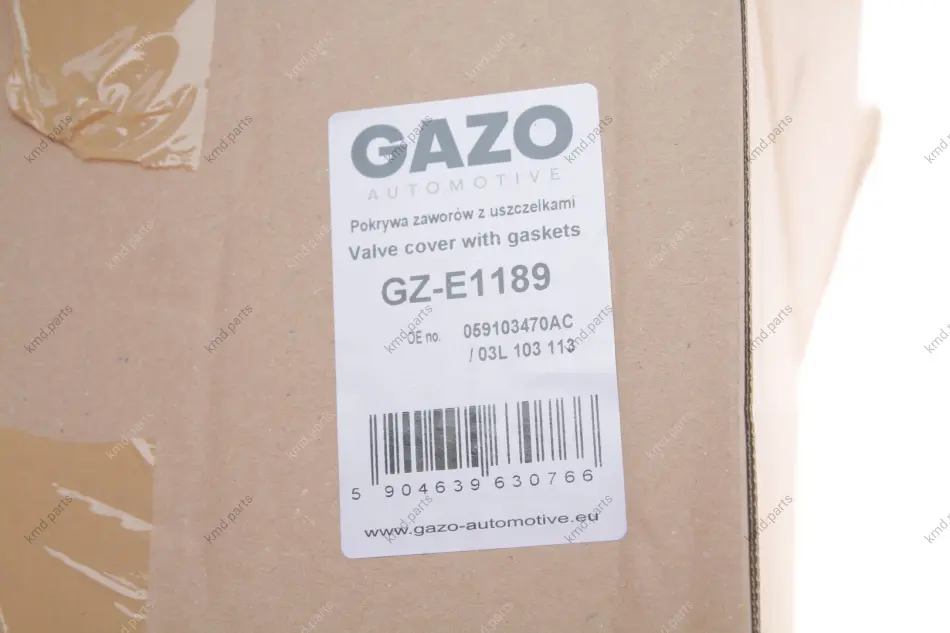 GAZO
AUTOMOTIVE
Pokrywa zaworów z uszczelkami
Valve cover with gaskets
GZ-E1189
OE no. 059103470AC
/ 03L 103 113
5 904639 630766
www.gazo-automotive.eu
kmd.parts